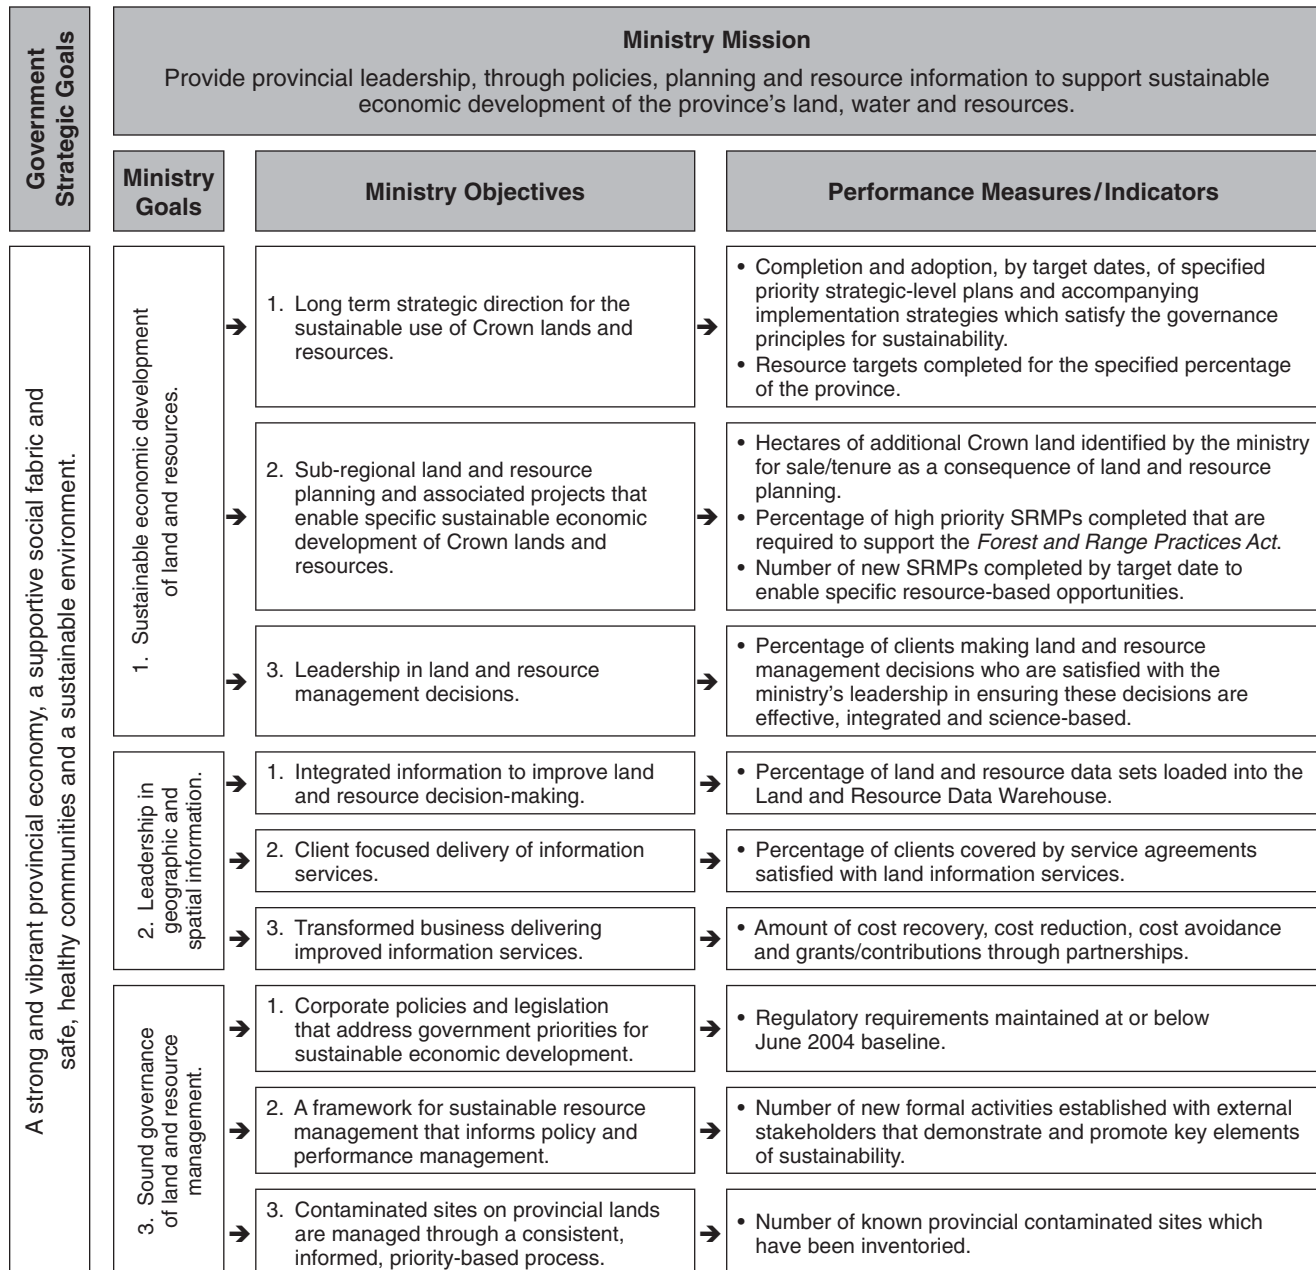 Government
Strategic Goals
Ministry Mission
Provide provincial leadership, through policies, planning and resource information to support sustainable
economic development of the province's land, water and resources.
Ministry
Goals
Ministry Objectives
Performance Measures/Indicators
A strong and vibrant provincial economy, a supportive social fabric and
safe, healthy communities and a sustainable environment.
1. Sustainable economic development
of land and resources.
➔
1. Long term strategic direction for the
sustainable use of Crown lands and
resources.
➔
• Completion and adoption, by target dates, of specified
priority strategic-level plans and accompanying
implementation strategies which satisfy the governance
principles for sustainability.
• Resource targets completed for the specified percentage
of the province.
➔
2. Sub-regional land and resource
planning and associated projects that
enable specific sustainable economic
development of Crown lands and
resources.
➔
• Hectares of additional Crown land identified by the ministry
for sale/tenure as a consequence of land and resource
planning.
• Percentage of high priority SRMPs completed that are
required to support the Forest and Range Practices Act.
• Number of new SRMPs completed by target date to
enable specific resource-based opportunities.
➔
3. Leadership in land and resource
management decisions.
➔
• Percentage of clients making land and resource
management decisions who are satisfied with the
ministry's leadership in ensuring these decisions are
effective, integrated and science-based.
2. Leadership in
geographic and
spatial information.
➔
1. Integrated information to improve land
and resource decision-making.
➔
• Percentage of land and resource data sets loaded into the
Land and Resource Data Warehouse.
➔
2. Client focused delivery of information
services.
➔
• Percentage of clients covered by service agreements
satisfied with land information services.
➔
3. Transformed business delivering
improved information services.
➔
• Amount of cost recovery, cost reduction, cost avoidance
and grants/contributions through partnerships.
3. Sound governance
of land and resource
management.
➔
1. Corporate policies and legislation
that address government priorities for
sustainable economic development.
➔
• Regulatory requirements maintained at or below
June 2004 baseline.
➔
2. A framework for sustainable resource
management that informs policy and
performance management.
➔
• Number of new formal activities established with external
stakeholders that demonstrate and promote key elements
of sustainability.
➔
3. Contaminated sites on provincial lands
are managed through a consistent,
informed, priority-based process.
➔
• Number of known provincial contaminated sites which
have been inventoried.